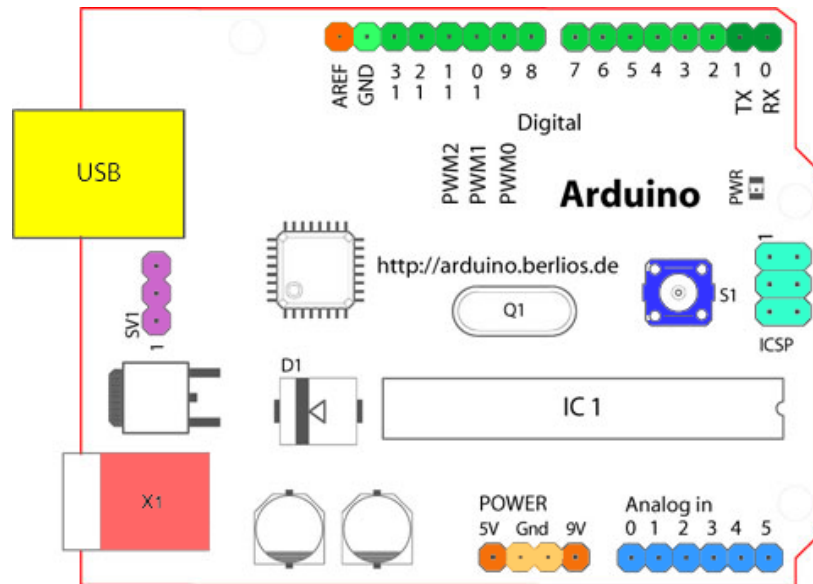 AREF GND 13 12 11 10 9 8 7 6 5 4 3 2 1 0
TX RX
Digital
PWM2 PWM1 PWM0
USB
Arduino
PWR
1
http://arduino.berlios.de
SV1
1
Q1
S1
ICSP
D1
IC 1
X1
POWER
5V Gnd 9V
Analog in
0 1 2 3 4 5